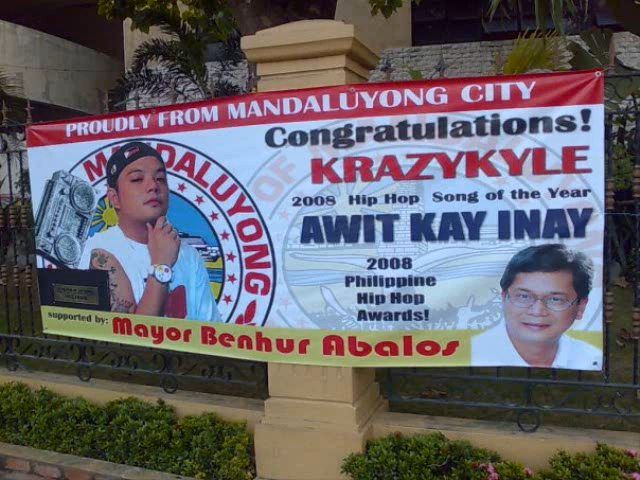 PROUDLY FROM MANDALUYONG CITY
Congratulations!
KRAZYKYLE
2008 Hip Hop Song of the Year
AWIT KAY INAY
2008
Philippine
Hip Hop
Awards!
MANDALUYONG
supported by: Mayor Benhur Abalos